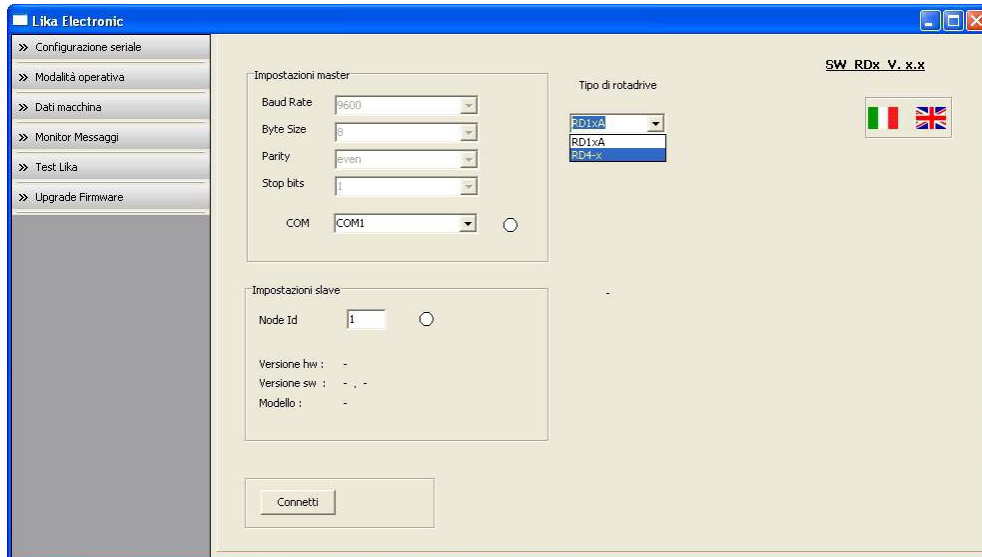 Lika Electronic
Configurazione seriale
Modalità operativa
Dati macchina
Monitor Messaggi
Test Lika
Upgrade Firmware
SW RDx V. x.x
Impostazioni master
Baud Rate 9600
Byte Size 8
Parity even
Stop bits 1
COM COM1
Tipo di rotadrive
RD1xA
RD1xA
RD4-x
Impostazioni slave
-
Node Id 1
Versione hw : -
Versione sw : - . -
Modello : -
Connetti